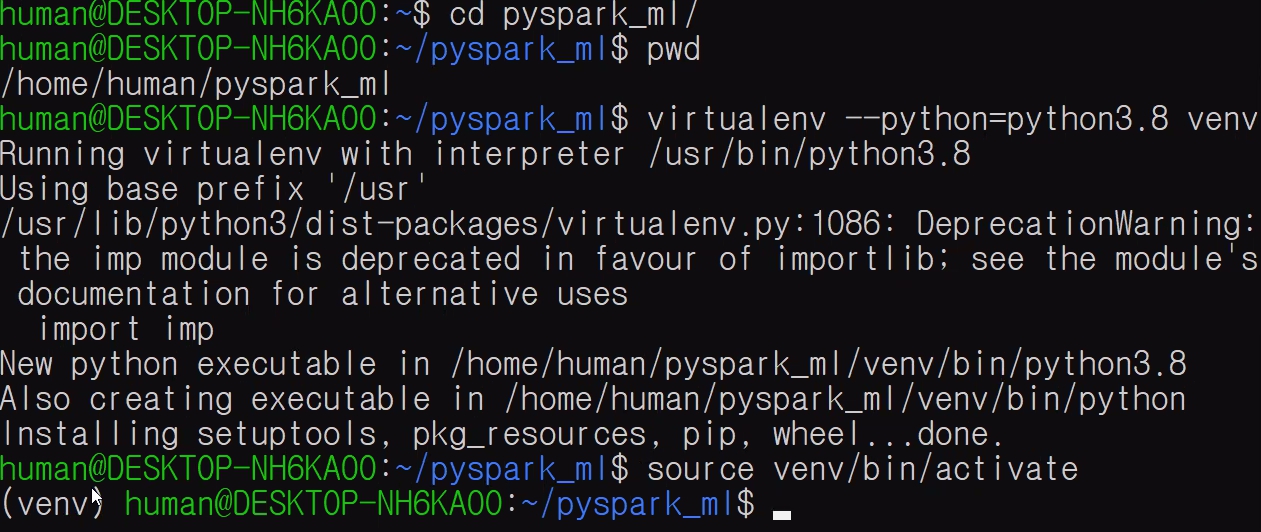 human@DESKTOP-NH6KAOO:~$ cd pyspark_ml/
human@DESKTOP-NH6KAOO:~/pyspark_ml$ pwd
/home/human/pyspark_ml
human@DESKTOP-NH6KAOO:~/pyspark_ml$ virtualenv --python=python3.8 venv
Running virtualenv with interpreter /usr/bin/python3.8
Using base prefix '/usr'
/usr/lib/python3/dist-packages/virtualenv.py:1086: DeprecationWarning:
 the imp module is deprecated in favour of importlib; see the module's
 documentation for alternative uses
  import imp
New python executable in /home/human/pyspark_ml/venv/bin/python3.8
Also creating executable in /home/human/pyspark_ml/venv/bin/python
Installing setuptools, pkg_resources, pip, wheel...done.
human@DESKTOP-NH6KAOO:~/pyspark_ml$ source venv/bin/activate
(venv) human@DESKTOP-NH6KAOO:~/pyspark_ml$